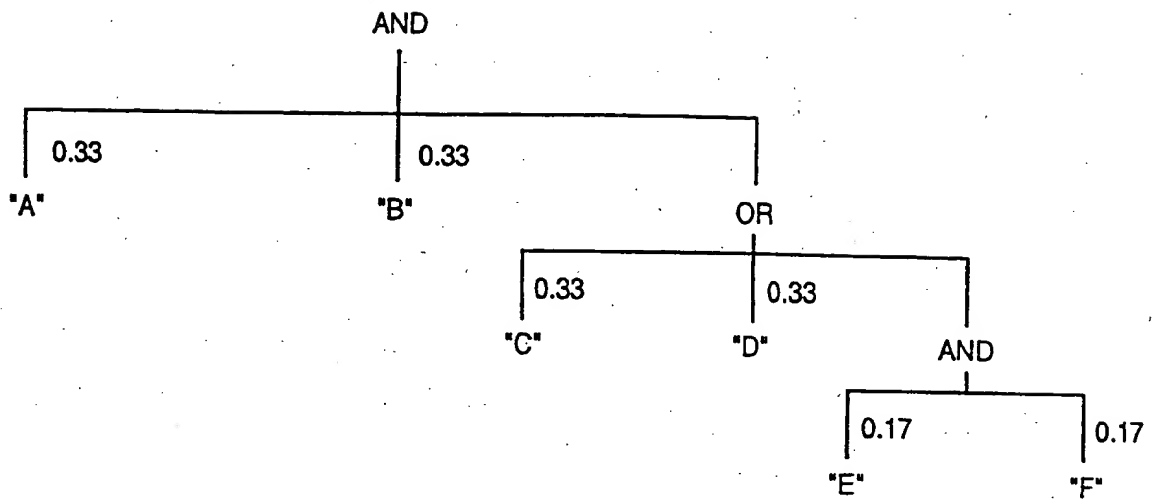 AND
0.33 0.33
"A" "B" OR
0.33 0.33
"C" "D" AND
0.17 0.17
"E" "F"